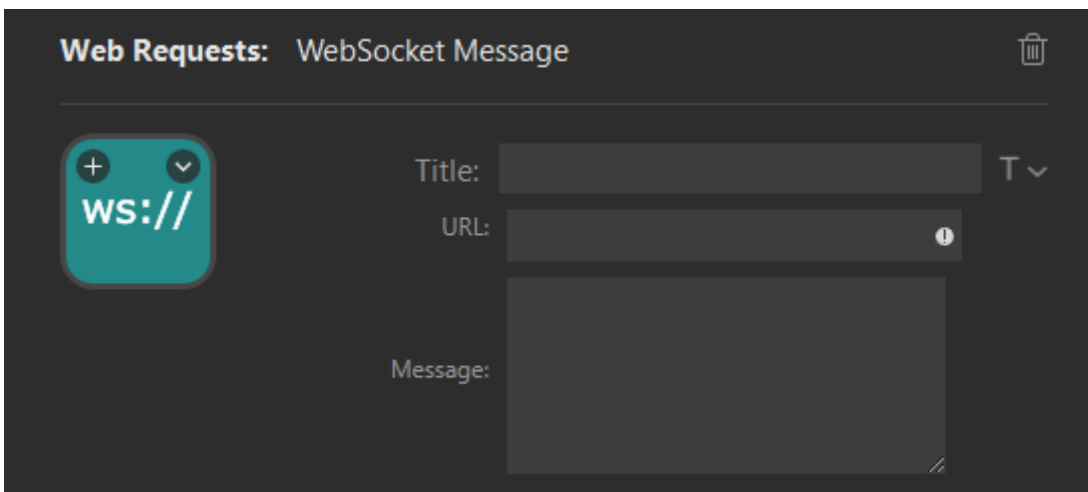 Web Requests: WebSocket Message
ws://
Title:
T
URL:
Message: